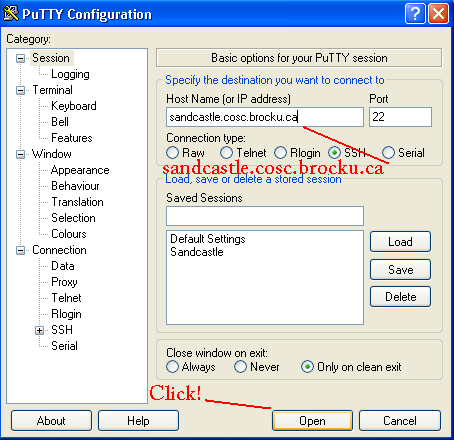 PuTTY Configuration
Category:
Session
Logging
Terminal
Keyboard
Bell
Features
Window
Appearance
Behaviour
Translation
Selection
Colours
Connection
Data
Proxy
Telnet
Rlogin
SSH
Serial
Basic options for your PuTTY session
Specify the destination you want to connect to
Host Name (or IP address) Port
sandcastle.cosc.brocku.ca 22
Connection type:
Raw Telnet Rlogin SSH Serial
sandcastle.cosc.brocku.ca
Load, save or delete a stored session
Saved Sessions
Default Settings
Sandcastle
Load
Save
Delete
Close window on exit:
Always Never Only on clean exit
Click!
About Help Open Cancel